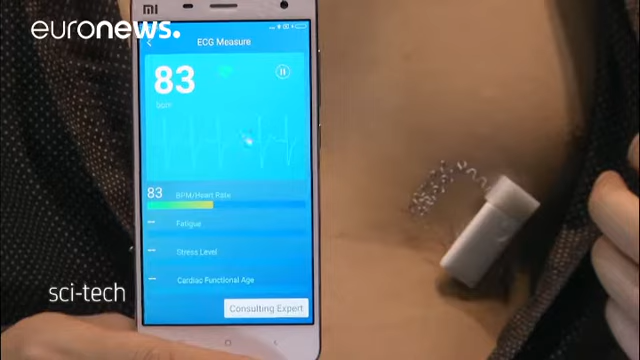 MI
euronews.
ECG Measure
83
83 BPM/Heart Rate
-- Fatigue
-- Stress Level
-- Cardiac Functional Age
Consulting Expert
sci-tech